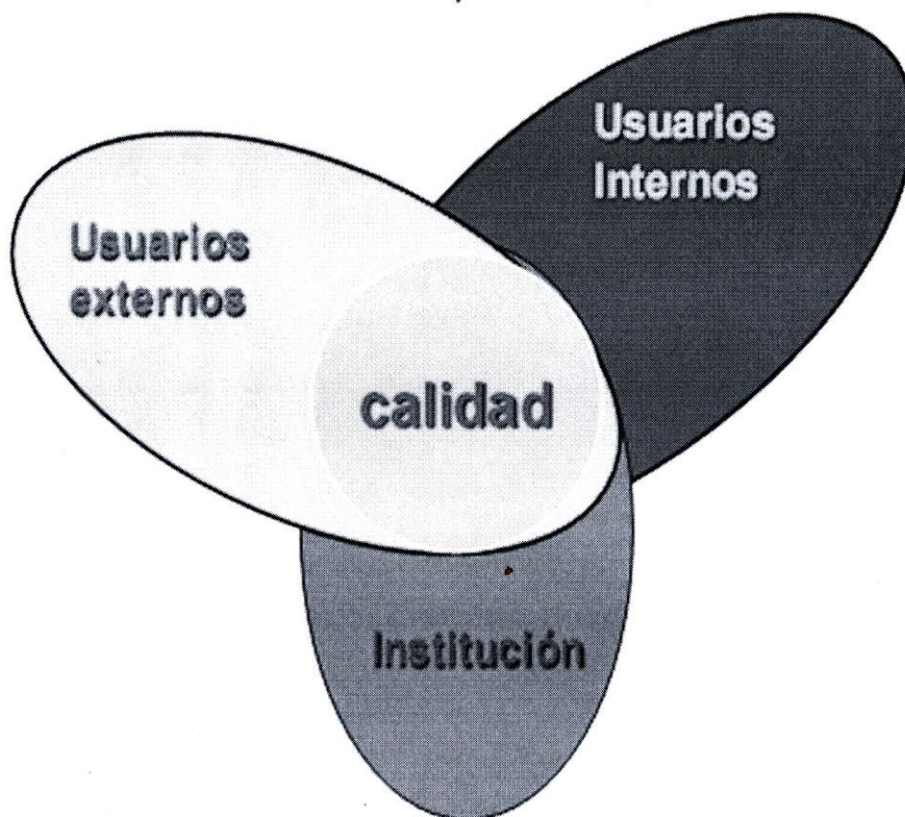 Usuarios
Internos
Usuarios
externos
calidad
Institución